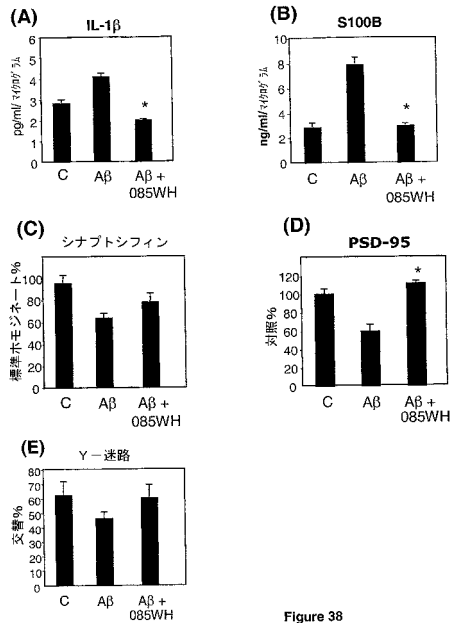 (A)
IL-1β
pg/ml/マイクログラム
6
5
4
3
2
1
0
*
C
Aβ
Aβ +
085WH
(B)
S100B
ng/ml/マイクログラム
10
8
6
4
2
0
*
C
Aβ
Aβ +
085WH
(C)
シナプトシフィン
標準ホモジネート%
100
80
60
40
20
0
C
Aβ
Aβ +
085WH
(D)
PSD-95
対照%
120
100
80
60
40
20
0
*
C
Aβ
Aβ +
085WH
(E)
Y－迷路
交替%
80
70
60
50
40
30
20
10
0
C
Aβ
Aβ +
085WH
Figure 38